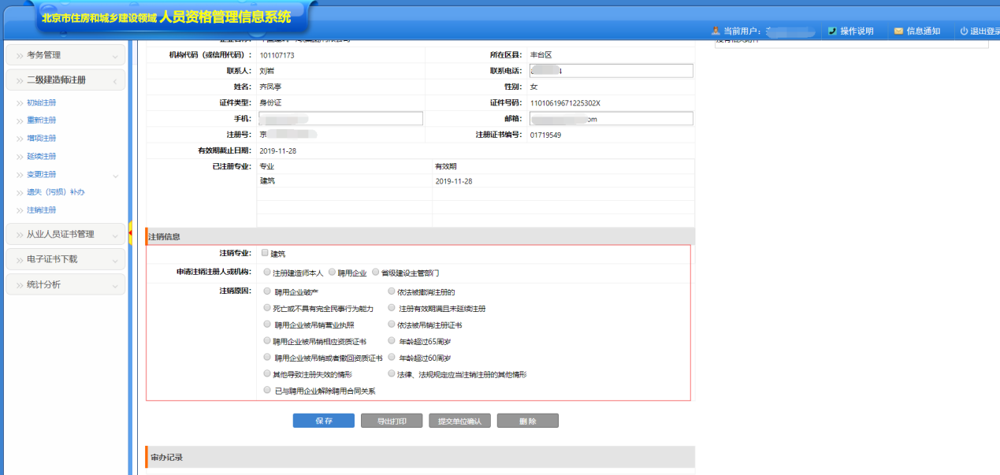 北京市住房和城乡建设领域 人员资格管理信息系统
当前用户： 操作说明 信息通知 退出登录
考务管理
二级建造师注册
初始注册
重新注册
增项注册
延续注册
变更注册
遗失（污损）补办
注销注册
从业人员证书管理
电子证书下载
统计分析
机构代码（或信用代码）： 101107173 所在区县： 丰台区
联系人： 刘岩 联系电话：
姓名： 齐凤亭 性别： 女
证件类型： 身份证 证件号码： 11010619671225302X
手机： 邮箱： om
注册号： 京 注册证书编号： 01719549
有效期截止日期： 2019-11-28
已注册专业： 专业 有效期
建筑 2019-11-28
注销信息
注销专业： 建筑
申请注销注册人或机构： 注册建造师本人 聘用企业 省级建设主管部门
注销原因： 聘用企业破产 依法被撤消注册的
死亡或不具有完全民事行为能力 注册有效期满且未延续注册
聘用企业被吊销营业执照 依法被吊销注册证书
聘用企业被吊销相应资质证书 年龄超过65周岁
聘用企业被吊销或者撤回资质证书 年龄超过60周岁
其他导致注册失效的情形 法律、法规规定应当注销注册的其他情形
已与聘用企业解除聘用合同关系
保存 导出打印 提交单位确认 删除
审办记录